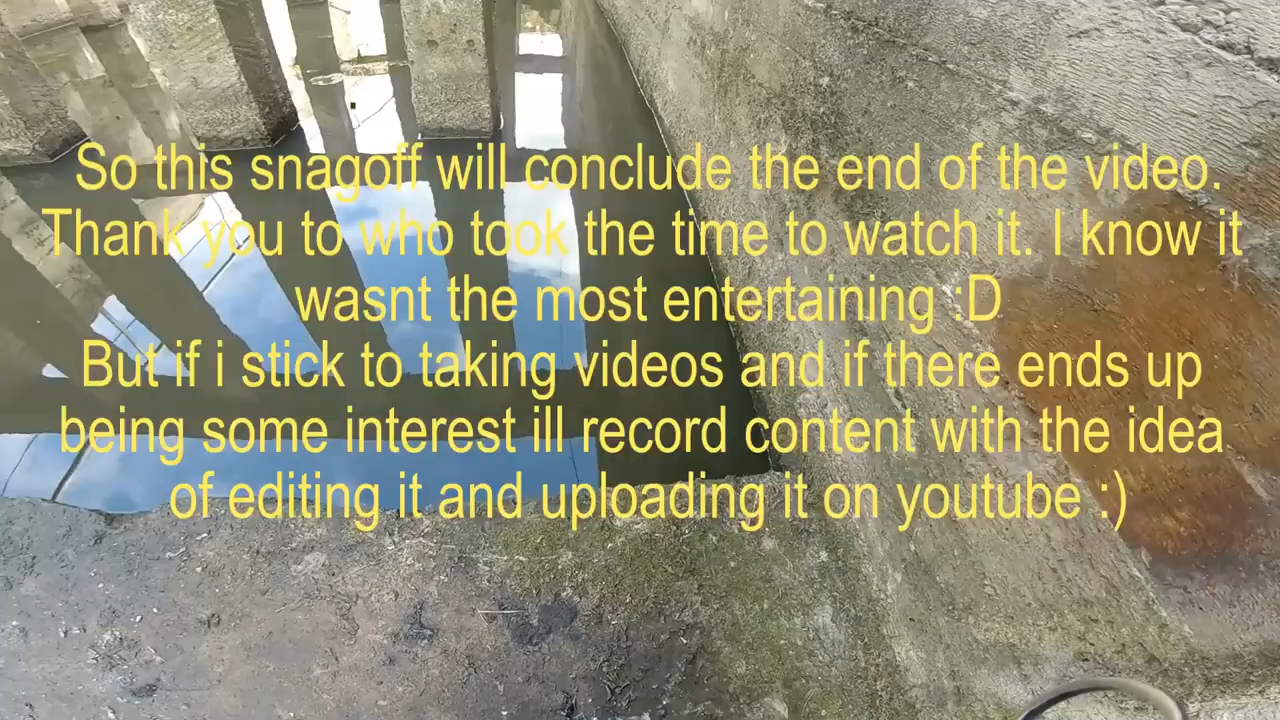 So this snagoff will conclude the end of the video.
Thank you to who took the time to watch it. I know it
wasnt the most entertaining :D
But if i stick to taking videos and if there ends up
being some interest ill record content with the idea
of editing it and uploading it on youtube :)